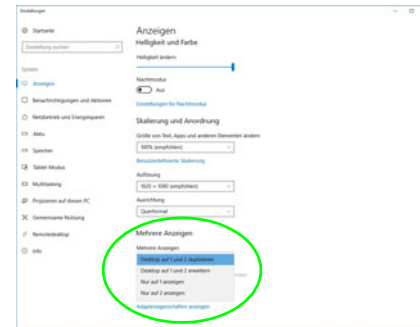 Einstellungen
Startseite
Einstellung suchen
System
Anzeigen
Benachrichtigungen und Aktionen
Netzbetrieb und Energiesparen
Akku
Speicher
Tablet-Modus
Multitasking
Projizieren auf diesen PC
Gemeinsame Nutzung
Remotedesktop
Info
Anzeigen
Helligkeit und Farbe
Helligkeit ändern
Nachtmodus
Aus
Einstellungen für Nachtmodus
Skalierung und Anordnung
Größe von Text, Apps und anderen Elementen ändern
100% (empfohlen)
Benutzerdefinierte Skalierung
Auflösung
1920 × 1080 (empfohlen)
Ausrichtung
Querformat
Mehrere Anzeigen
Mehrere Anzeigen
Desktop auf 1 und 2 duplizieren
Desktop auf 1 und 2 erweitern
Nur auf 1 anzeigen
Nur auf 2 anzeigen
Adaptereigenschaften anzeigen